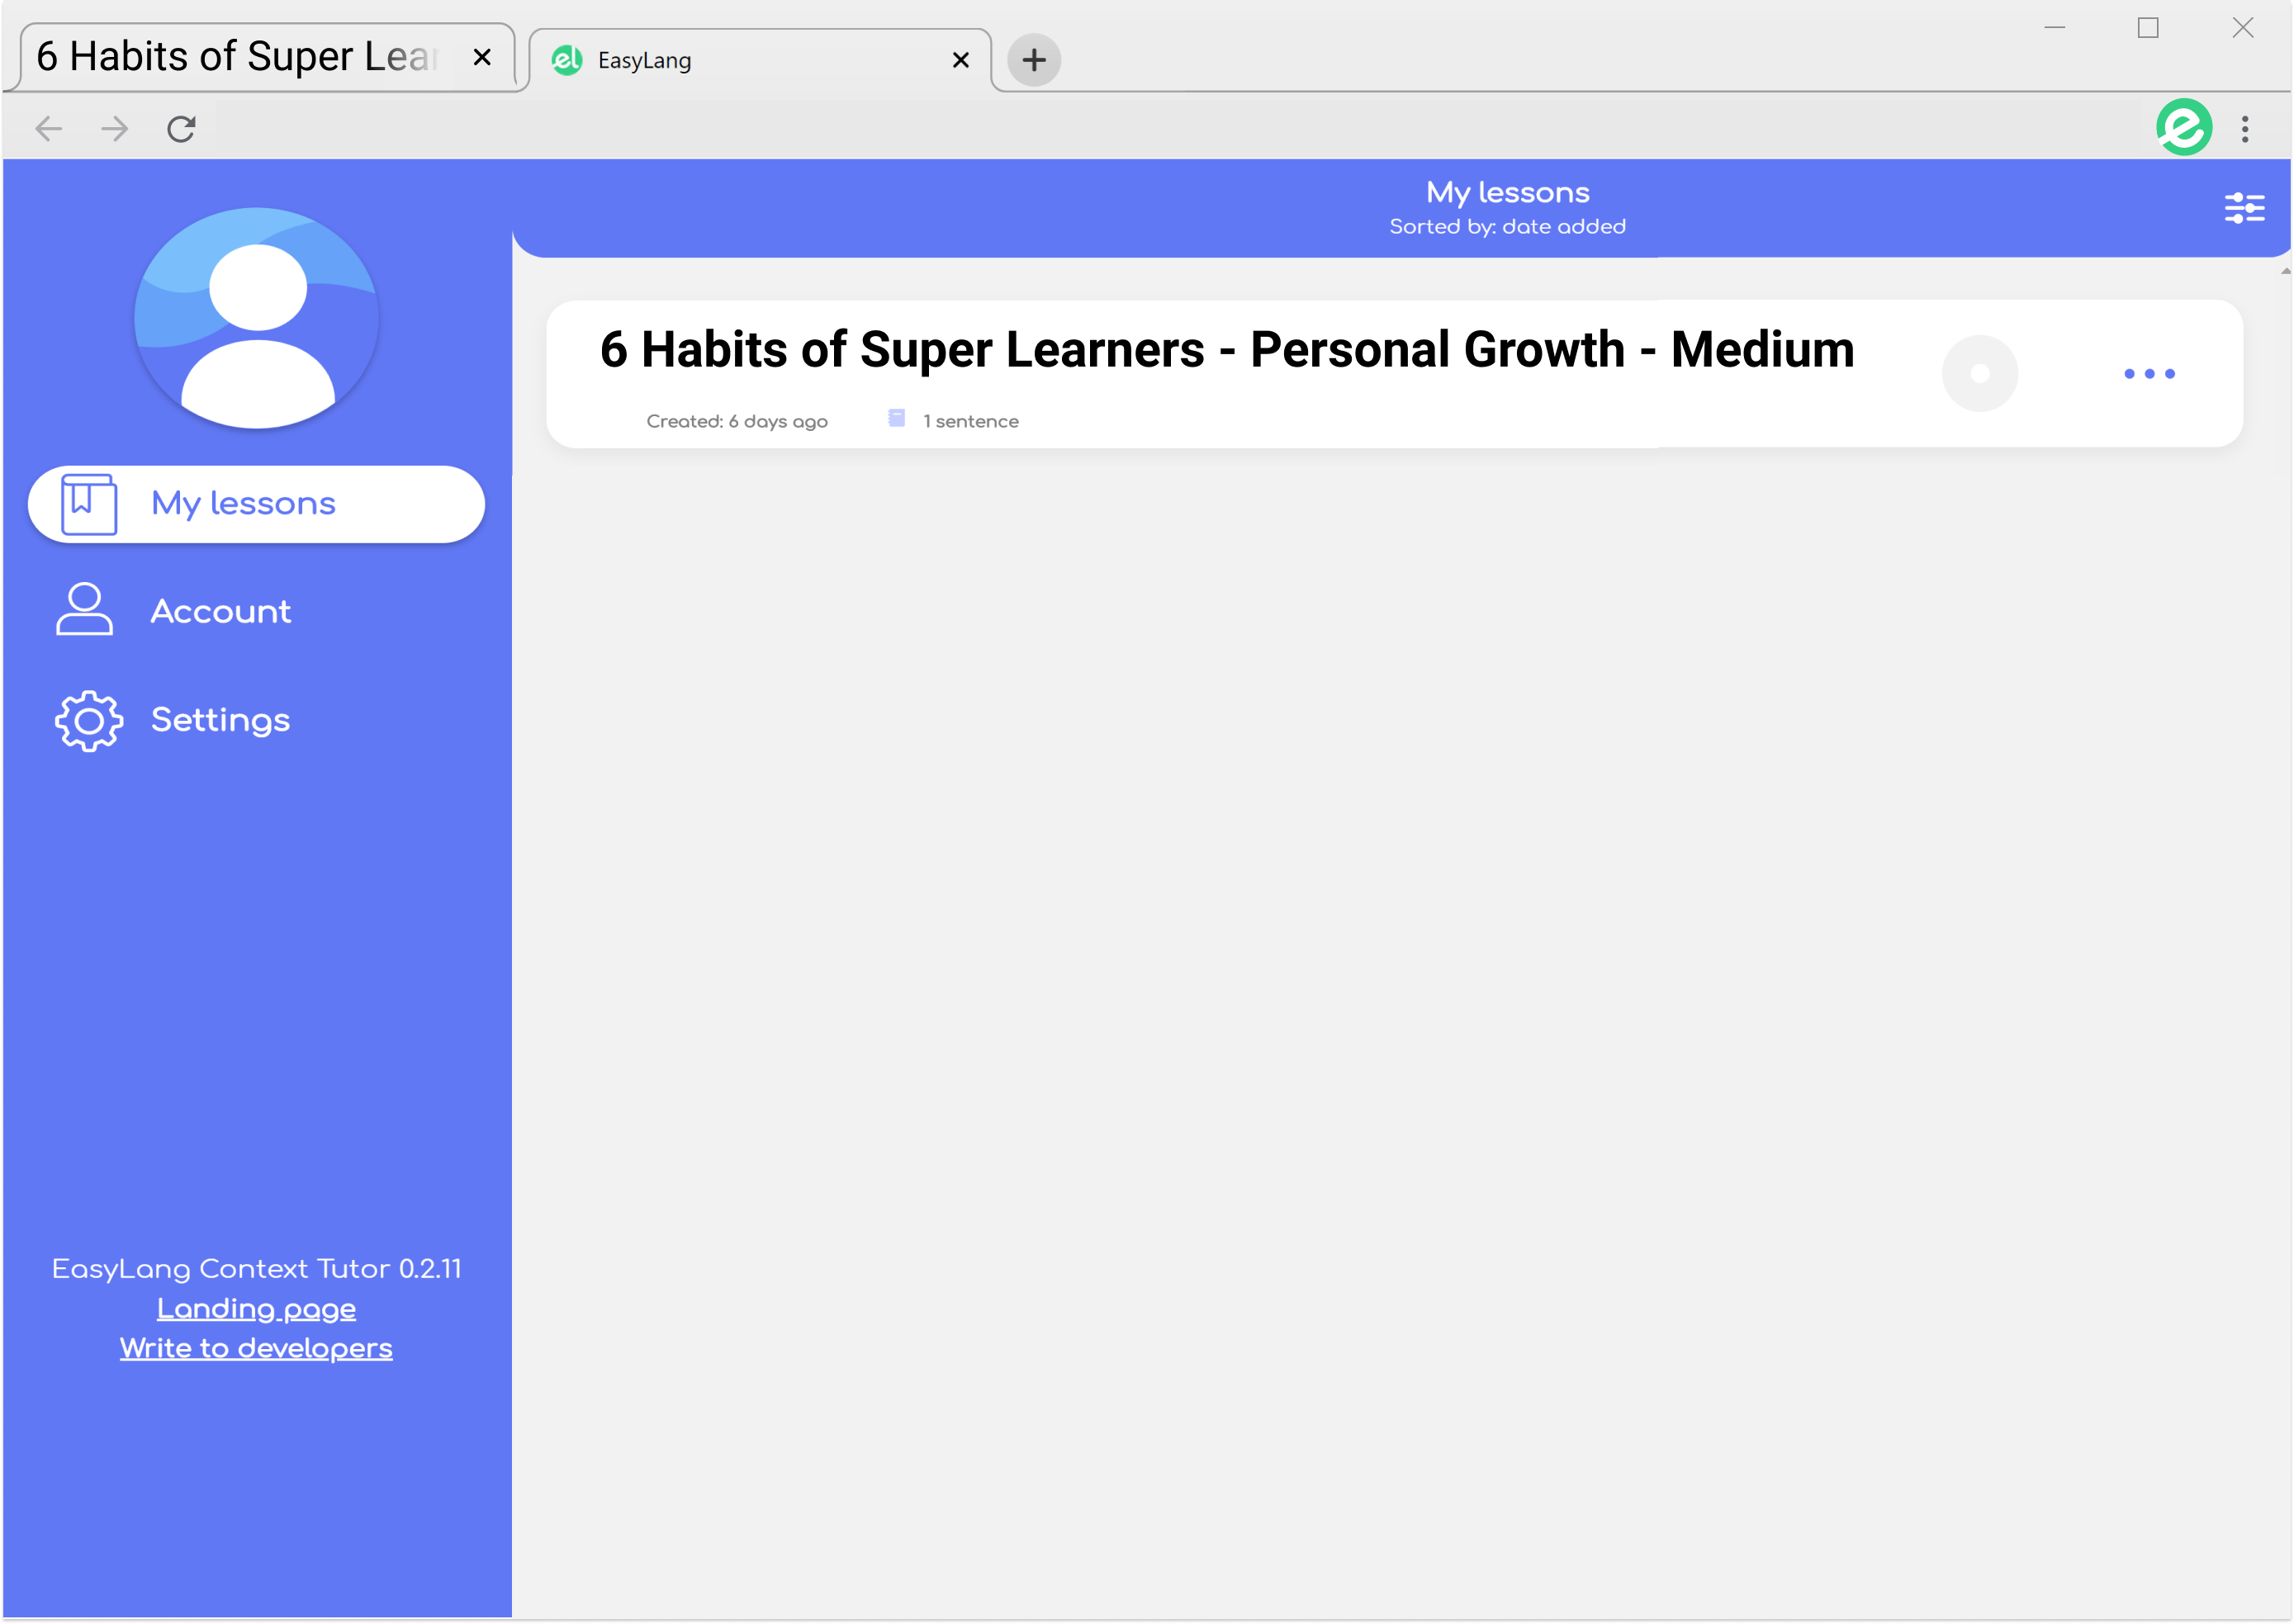 6 Habits of Super Lear
EasyLang
My lessons
Sorted by: date added
6 Habits of Super Learners - Personal Growth - Medium
Created: 6 days ago
1 sentence
My lessons
Account
Settings
EasyLang Context Tutor 0.2.11
Landing page
Write to developers